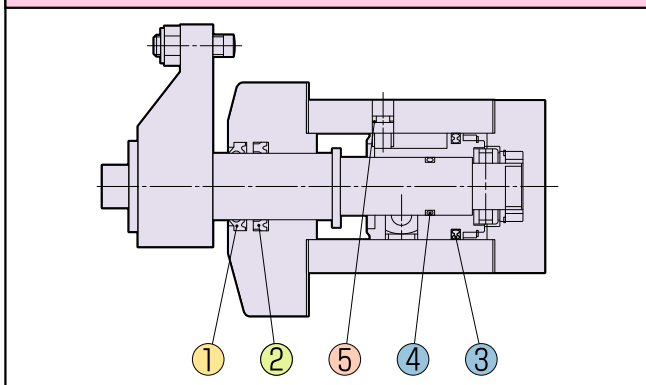 ① ② ⑤ ④ ③